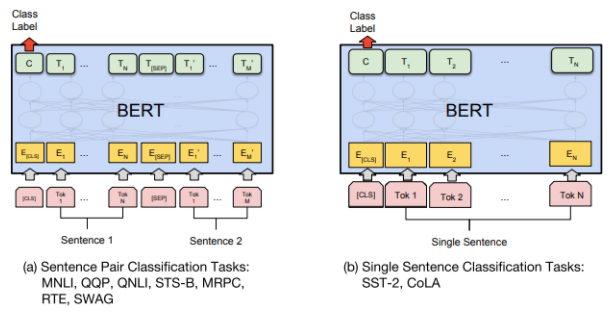 Class
Label
C T1 ... TN T[SEP] T1' ... TM'
BERT
E[CLS] E1 ... EN E[SEP] E1' ... EM'
[CLS] Tok 1 ... Tok N [SEP] Tok 1 ... Tok M
Sentence 1 Sentence 2
(a) Sentence Pair Classification Tasks:
MNLI, QQP, QNLI, STS-B, MRPC,
RTE, SWAG
Class
Label
C T1 T2 ... TN
BERT
E[CLS] E1 E2 ... EN
[CLS] Tok 1 Tok 2 ... Tok N
Single Sentence
(b) Single Sentence Classification Tasks:
SST-2, CoLA